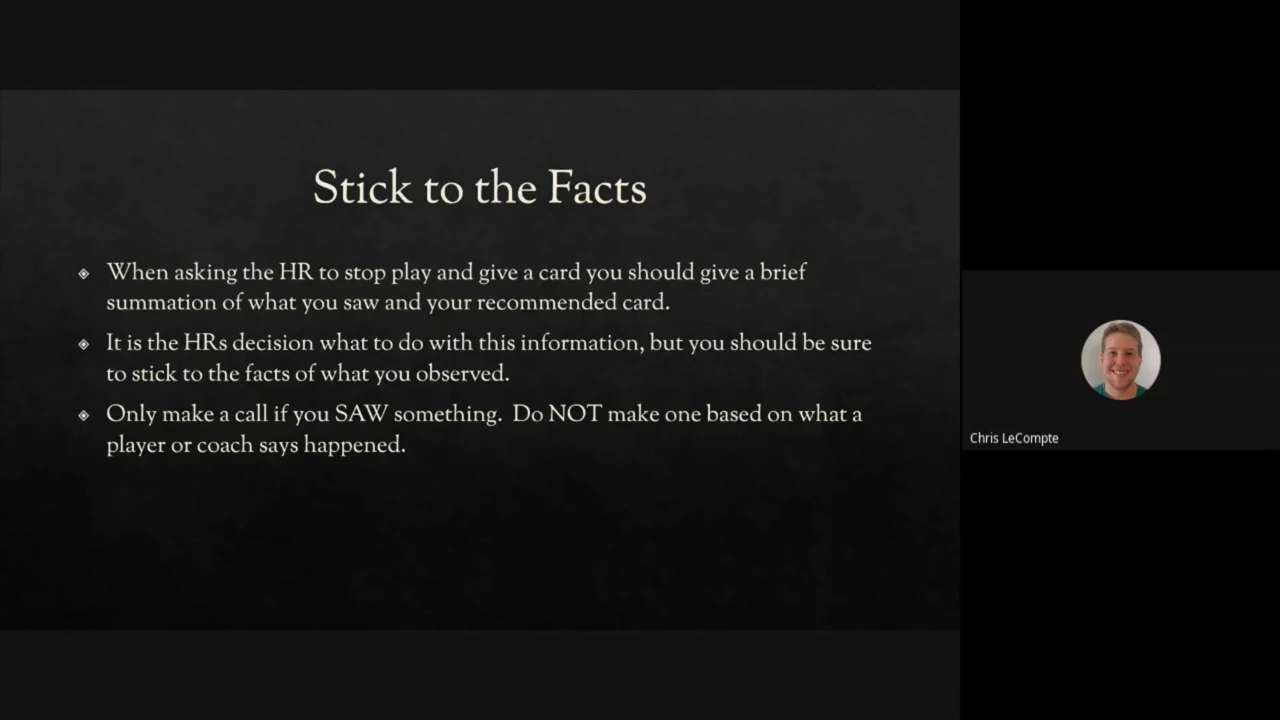 Stick to the Facts
When asking the HR to stop play and give a card you should give a brief
summation of what you saw and your recommended card.
It is the HRs decision what to do with this information, but you should be sure
to stick to the facts of what you observed.
Only make a call if you SAW something.  Do NOT make one based on what a
player or coach says happened.
Chris LeCompte